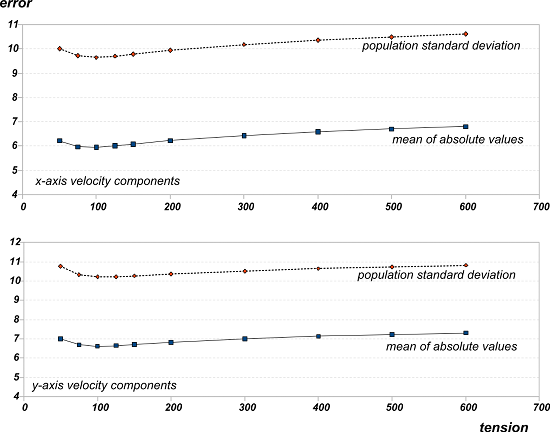 error
11
10
9
8
7
6
5
4
population standard deviation
mean of absolute values
x-axis velocity components
0 100 200 300 400 500 600 700
12
11
10
9
8
7
6
5
4
population standard deviation
mean of absolute values
y-axis velocity components
0 100 200 300 400 500 600 700
tension